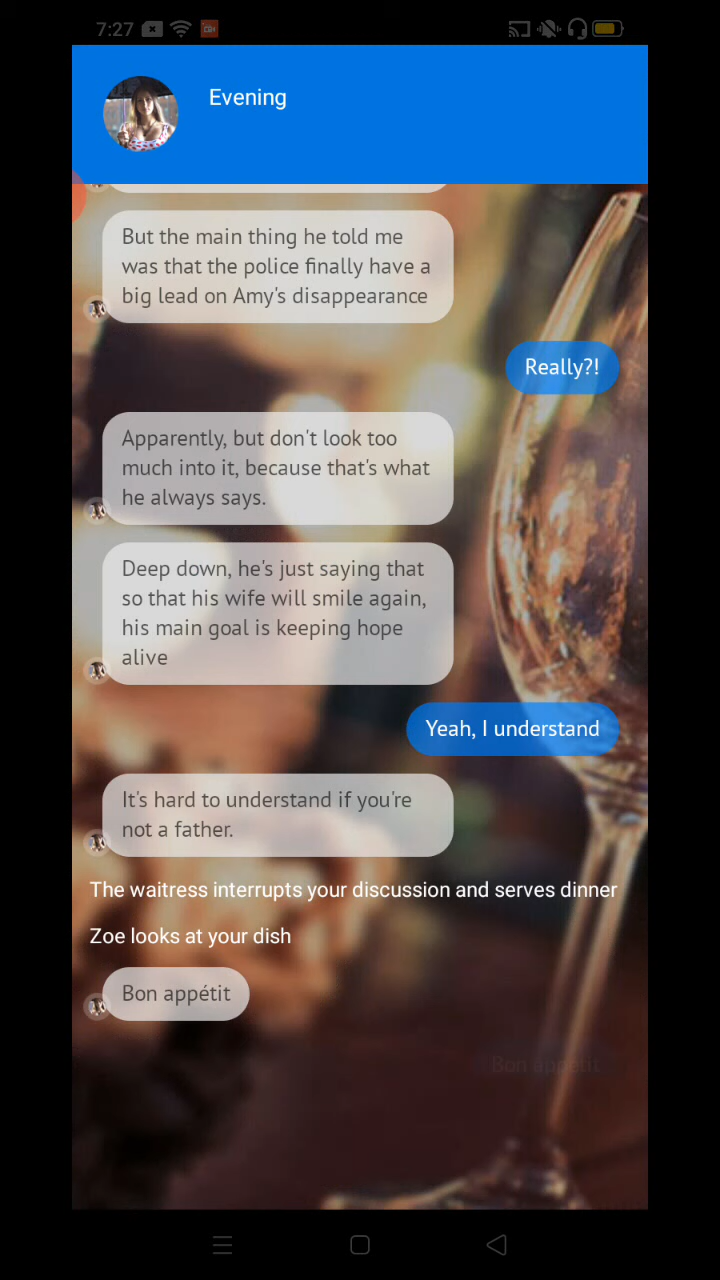 7:27
Evening
But the main thing he told me
was that the police finally have a
big lead on Amy's disappearance
Really?!
Apparently, but don't look too
much into it, because that's what
he always says.
Deep down, he's just saying that
so that his wife will smile again,
his main goal is keeping hope
alive
Yeah, I understand
It's hard to understand if you're
not a father.
The waitress interrupts your discussion and serves dinner
Zoe looks at your dish
Bon appétit
Bon appétit